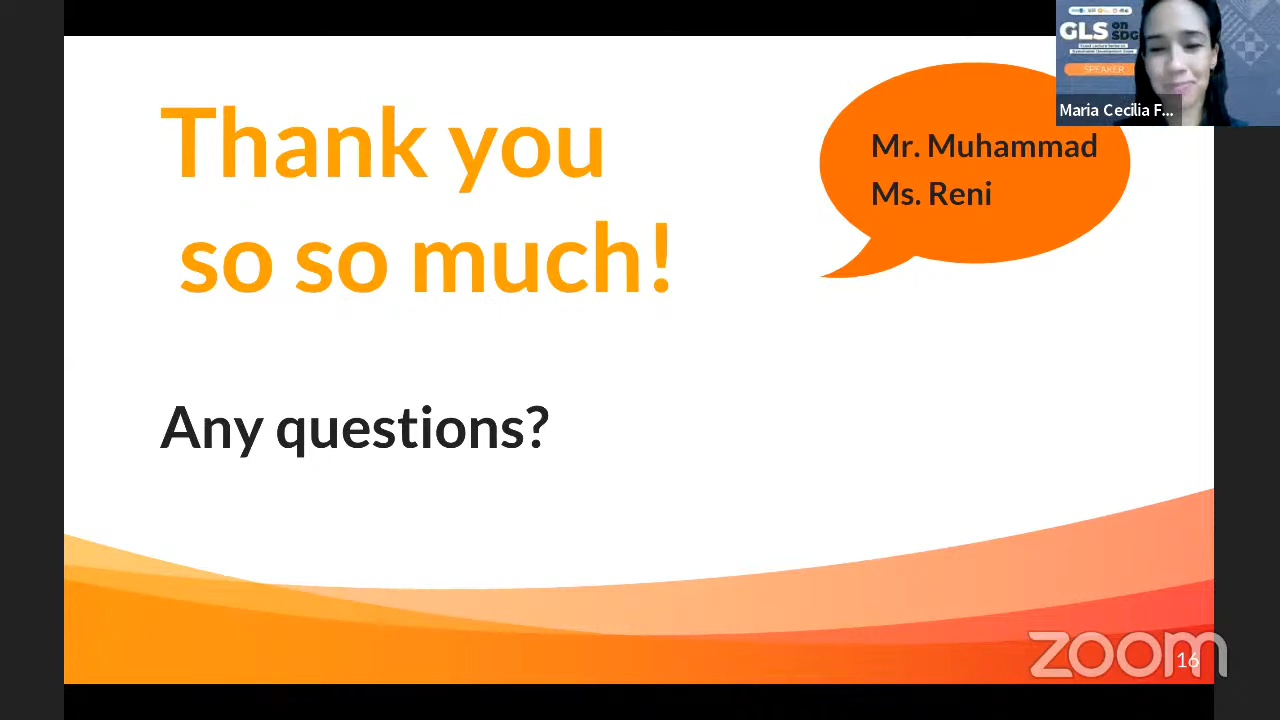 Thank you
so so much!
Any questions?
Mr. Muhammad
Ms. Reni
GLS on SDG
SPEAKER
Maria Cecilia F...
zoom
16